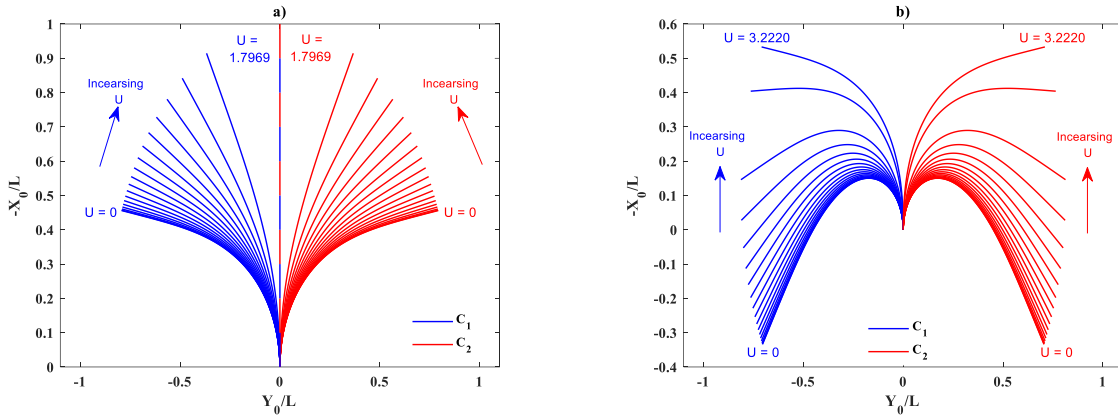 a)
U =
1.7969
U =
1.7969
Incearsing
U
Incearsing
U
U = 0
U = 0
C1
C2
1
0.9
0.8
0.7
0.6
0.5
0.4
0.3
0.2
0.1
0
-X0/L
-1
-0.5
0
0.5
1
Y0/L
b)
U = 3.2220
U = 3.2220
Incearsing
U
Incearsing
U
U = 0
U = 0
C1
C2
0.6
0.5
0.4
0.3
0.2
0.1
0
-0.1
-0.2
-0.3
-0.4
-X0/L
-1
-0.5
0
0.5
1
Y0/L